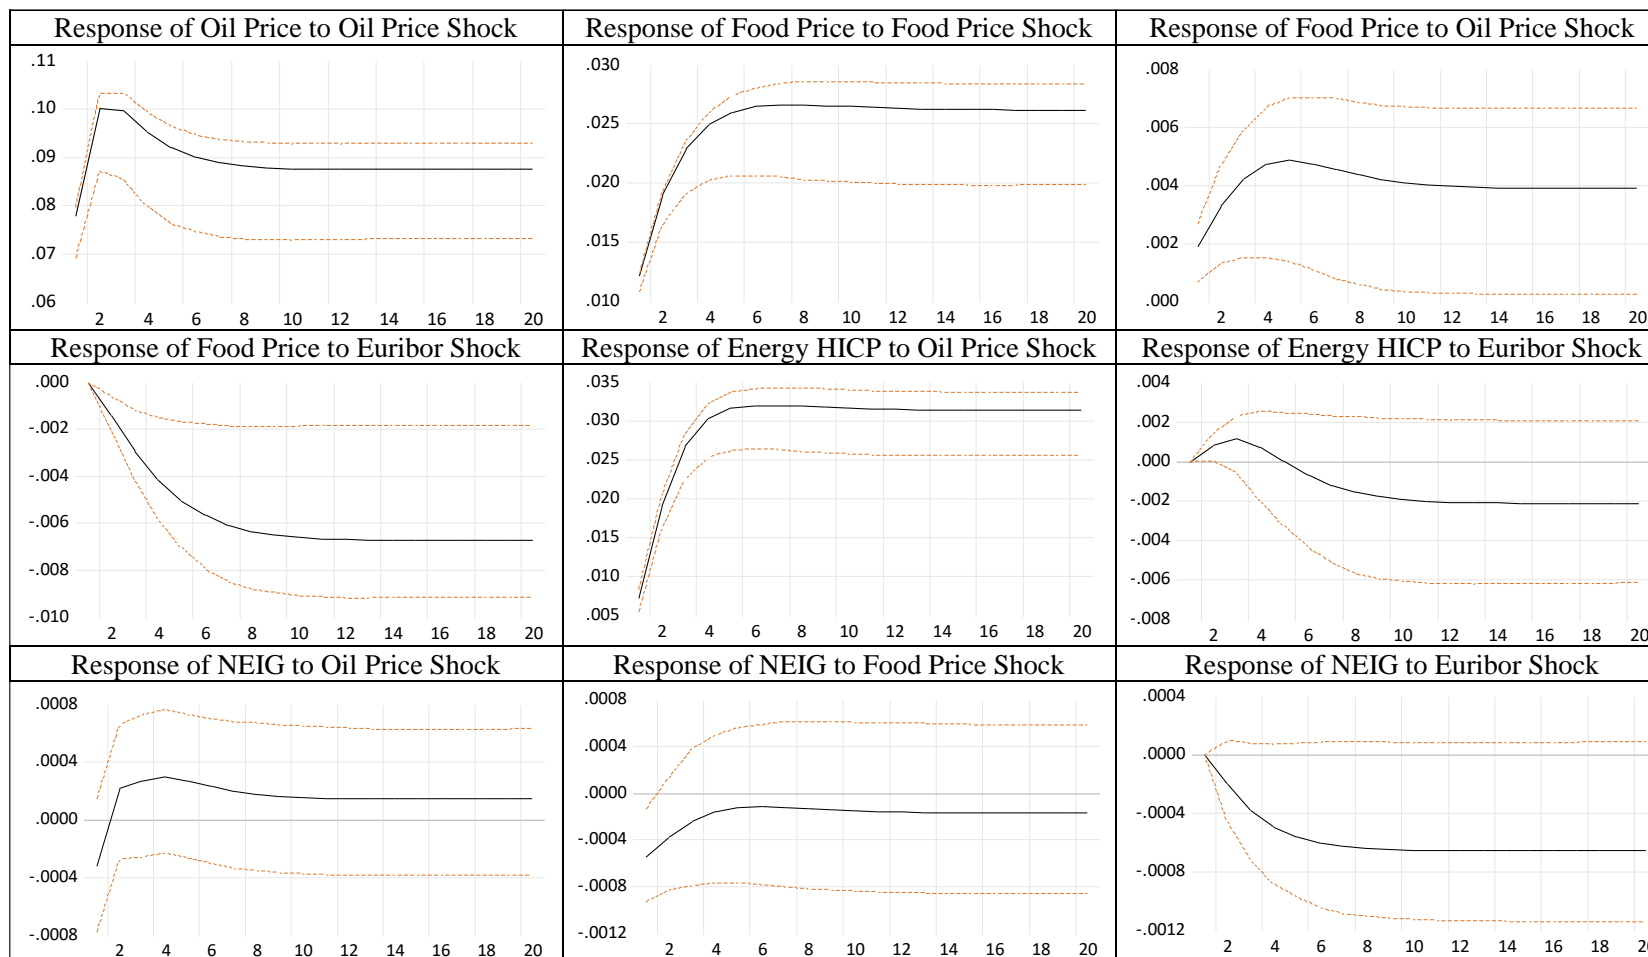 Response of Oil Price to Oil Price Shock
.11
.10
.09
.08
.07
.06
2 4 6 8 10 12 14 16 18 20
Response of Food Price to Food Price Shock
.030
.025
.020
.015
.010
2 4 6 8 10 12 14 16 18 20
Response of Food Price to Oil Price Shock
.008
.006
.004
.002
.000
2 4 6 8 10 12 14 16 18 20
Response of Food Price to Euribor Shock
.000
-.002
-.004
-.006
-.008
-.010
2 4 6 8 10 12 14 16 18 20
Response of Energy HICP to Oil Price Shock
.035
.030
.025
.020
.015
.010
.005
2 4 6 8 10 12 14 16 18 20
Response of Energy HICP to Euribor Shock
.004
.002
.000
-.002
-.004
-.006
-.008
2 4 6 8 10 12 14 16 18 20
Response of NEIG to Oil Price Shock
.0008
.0004
.0000
-.0004
-.0008
2 4 6 8 10 12 14 16 18 20
Response of NEIG to Food Price Shock
.0008
.0004
.0000
-.0004
-.0008
-.0012
2 4 6 8 10 12 14 16 18 20
Response of NEIG to Euribor Shock
.0004
.0000
-.0004
-.0008
-.0012
2 4 6 8 10 12 14 16 18 20